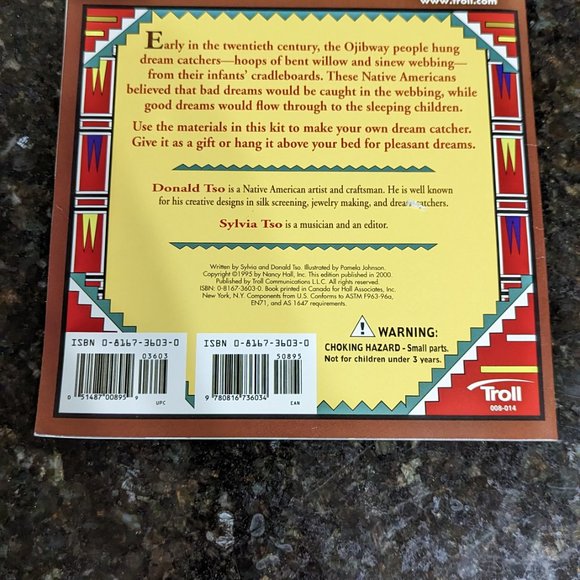 www.troll.com
Early in the twentieth century, the Ojibway people hung
dream catchers—hoops of bent willow and sinew webbing—
from their infants' cradleboards. These Native Americans
believed that bad dreams would be caught in the webbing, while
good dreams would flow through to the sleeping children.
Use the materials in this kit to make your own dream catcher.
Give it as a gift or hang it above your bed for pleasant dreams.
Donald Tso is a Native American artist and craftsman. He is well known
for his creative designs in silk screening, jewelry making, and dream catchers.
Sylvia Tso is a musician and an editor.
Written by Sylvia and Donald Tso. Illustrated by Pamela Johnson.
Copyright ©1995 by Nancy Hall, Inc. This edition published in 2000.
Published by Troll Communications L.L.C. All rights reserved.
ISBN: 0-8167-3603-0. Book printed in Canada for Hall Associates, Inc.
New York, N.Y. Components from U.S. Conforms to ASTM F963-96a,
EN71, and AS 1647 requirements.
WARNING:
CHOKING HAZARD - Small parts.
Not for children under 3 years.
ISBN 0-8167-3603-0
03603
0 51487 00895 9
UPC
ISBN 0-8167-3603-0
50895
9 780816 736034
CAN
Troll
008-014